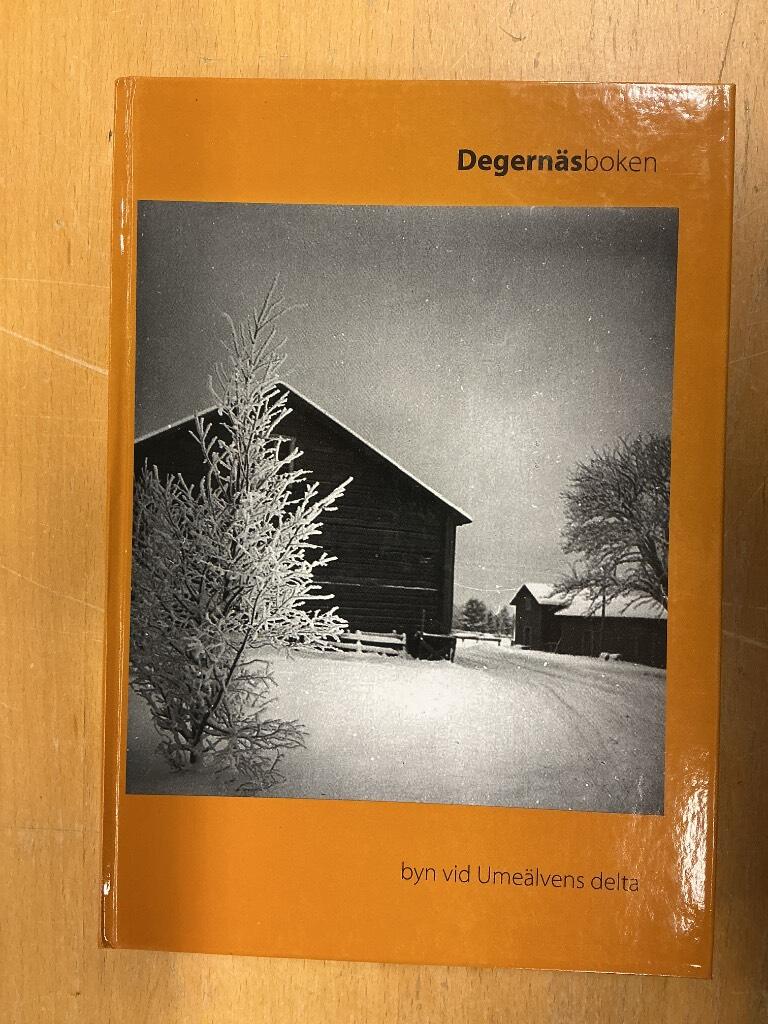 Degernäsboken
byn vid Umeälvens delta